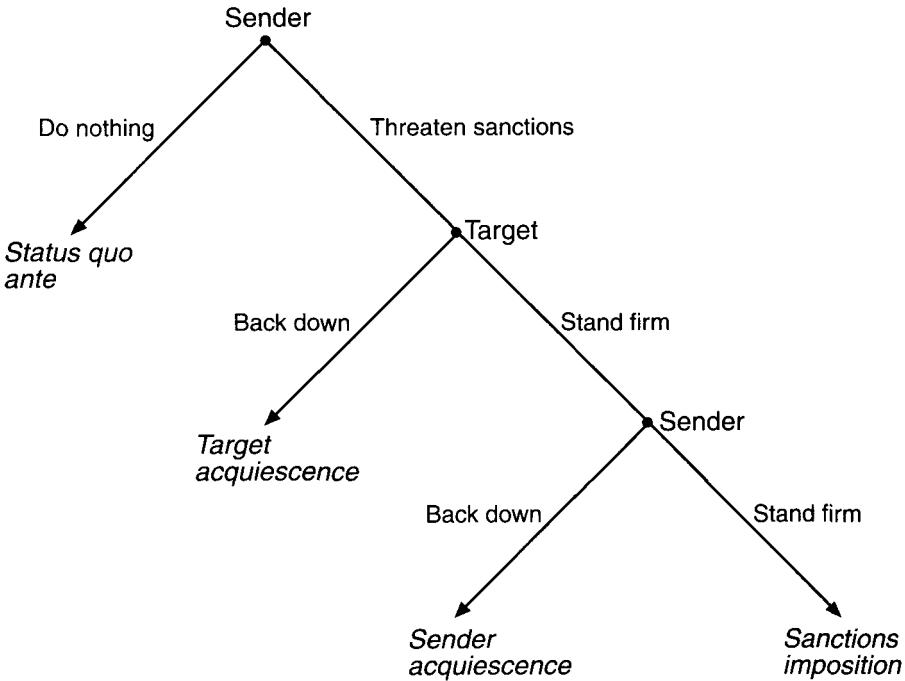 Sender
Do nothing
Threaten sanctions
Status quo
ante
Target
Back down
Stand firm
Target
acquiescence
Sender
Back down
Stand firm
Sender
acquiescence
Sanctions
imposition